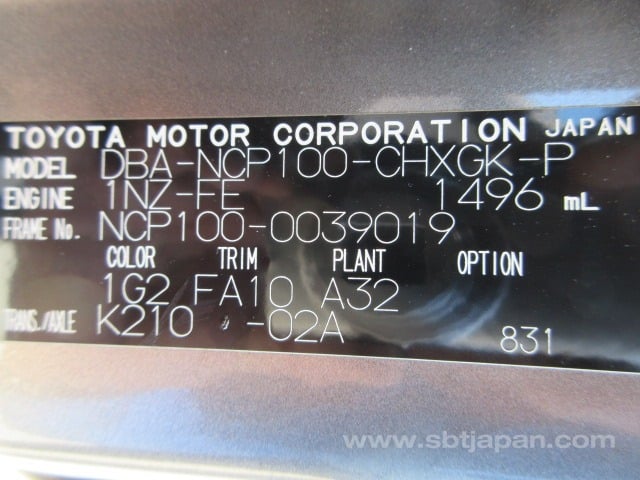 TOYOTA MOTOR CORPORATION JAPAN
MODEL DBA-NCP100-CHXGK-P
ENGINE 1NZ-FE 1496 mL
FRAME No. NCP100-0039019
COLOR TRIM PLANT OPTION
1G2 FA10 A32
TRANS./AXLE K210 -02A 831
www.sbtjapan.com